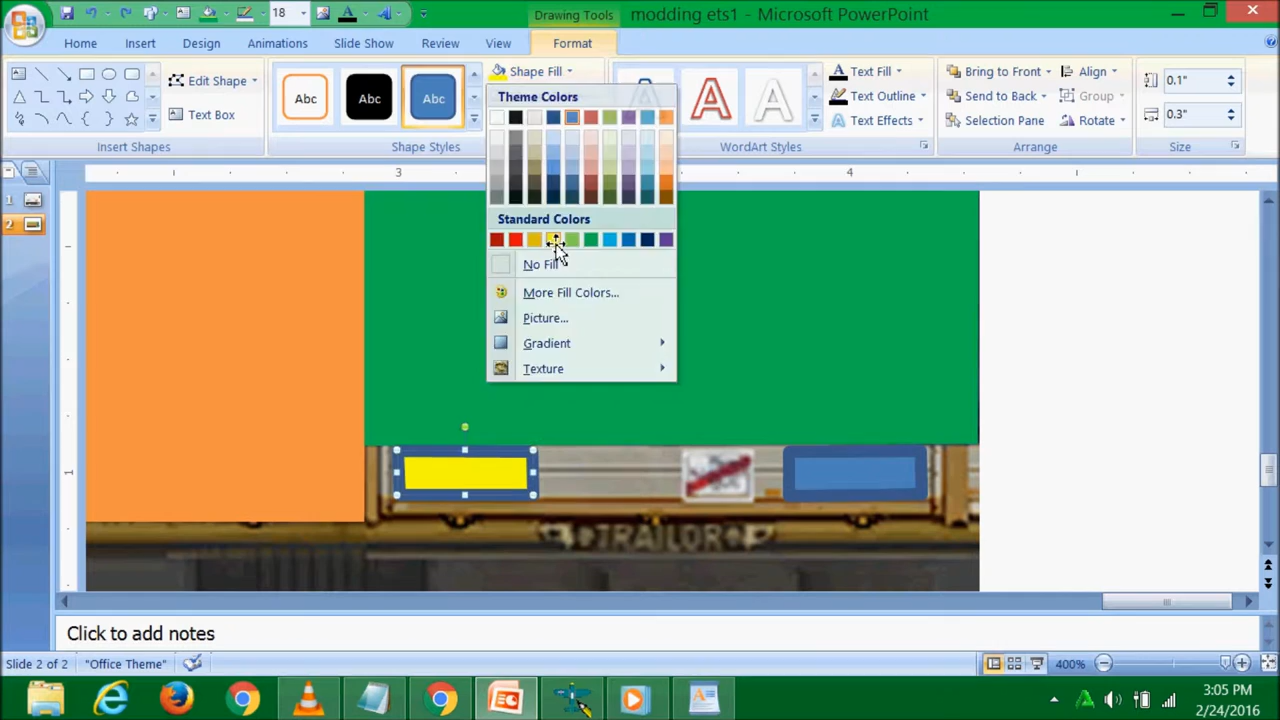 18
Drawing Tools
modding ets1 - Microsoft PowerPoint
Home
Insert
Design
Animations
Slide Show
Review
View
Format
Edit Shape
Text Box
Insert Shapes
Abc
Abc
Abc
Shape Styles
Shape Fill
Theme Colors
Standard Colors
No Fill
More Fill Colors...
Picture...
Gradient
Texture
A
A
A
WordArt Styles
Text Fill
Text Outline
Text Effects
Bring to Front
Send to Back
Selection Pane
Align
Group
Rotate
Arrange
0.1"
0.3"
Size
3
4
1
1
2
TRAILOR
Click to add notes
Slide 2 of 2
"Office Theme"
400%
3:05 PM
2/24/2016